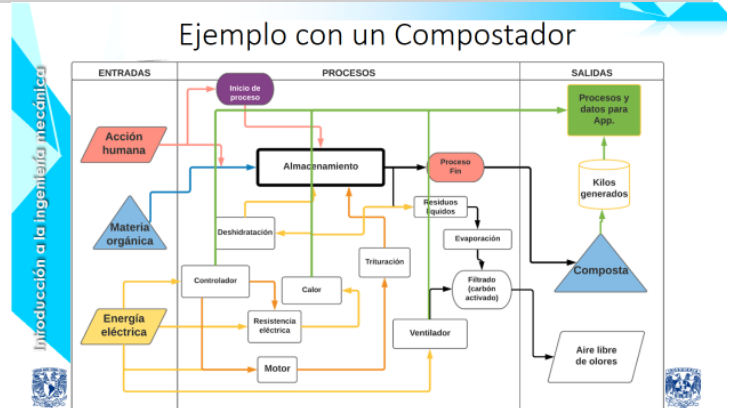 Ejemplo con un Compostador
Introducción a la ingeniería mecánica
ENTRADAS
PROCESOS
SALIDAS
Inicio de
proceso
Procesos y
datos para
App.
Acción
humana
Almacenamiento
Proceso
Fin
Kilos
generados
Residuos
líquidos
Materia
orgánica
Deshidratación
Evaporación
Trituración
Composta
Controlador
Calor
Filtrado
(carbón
activado)
Energía
eléctrica
Resistencia
eléctrica
Ventilador
Aire libre
de olores
Motor